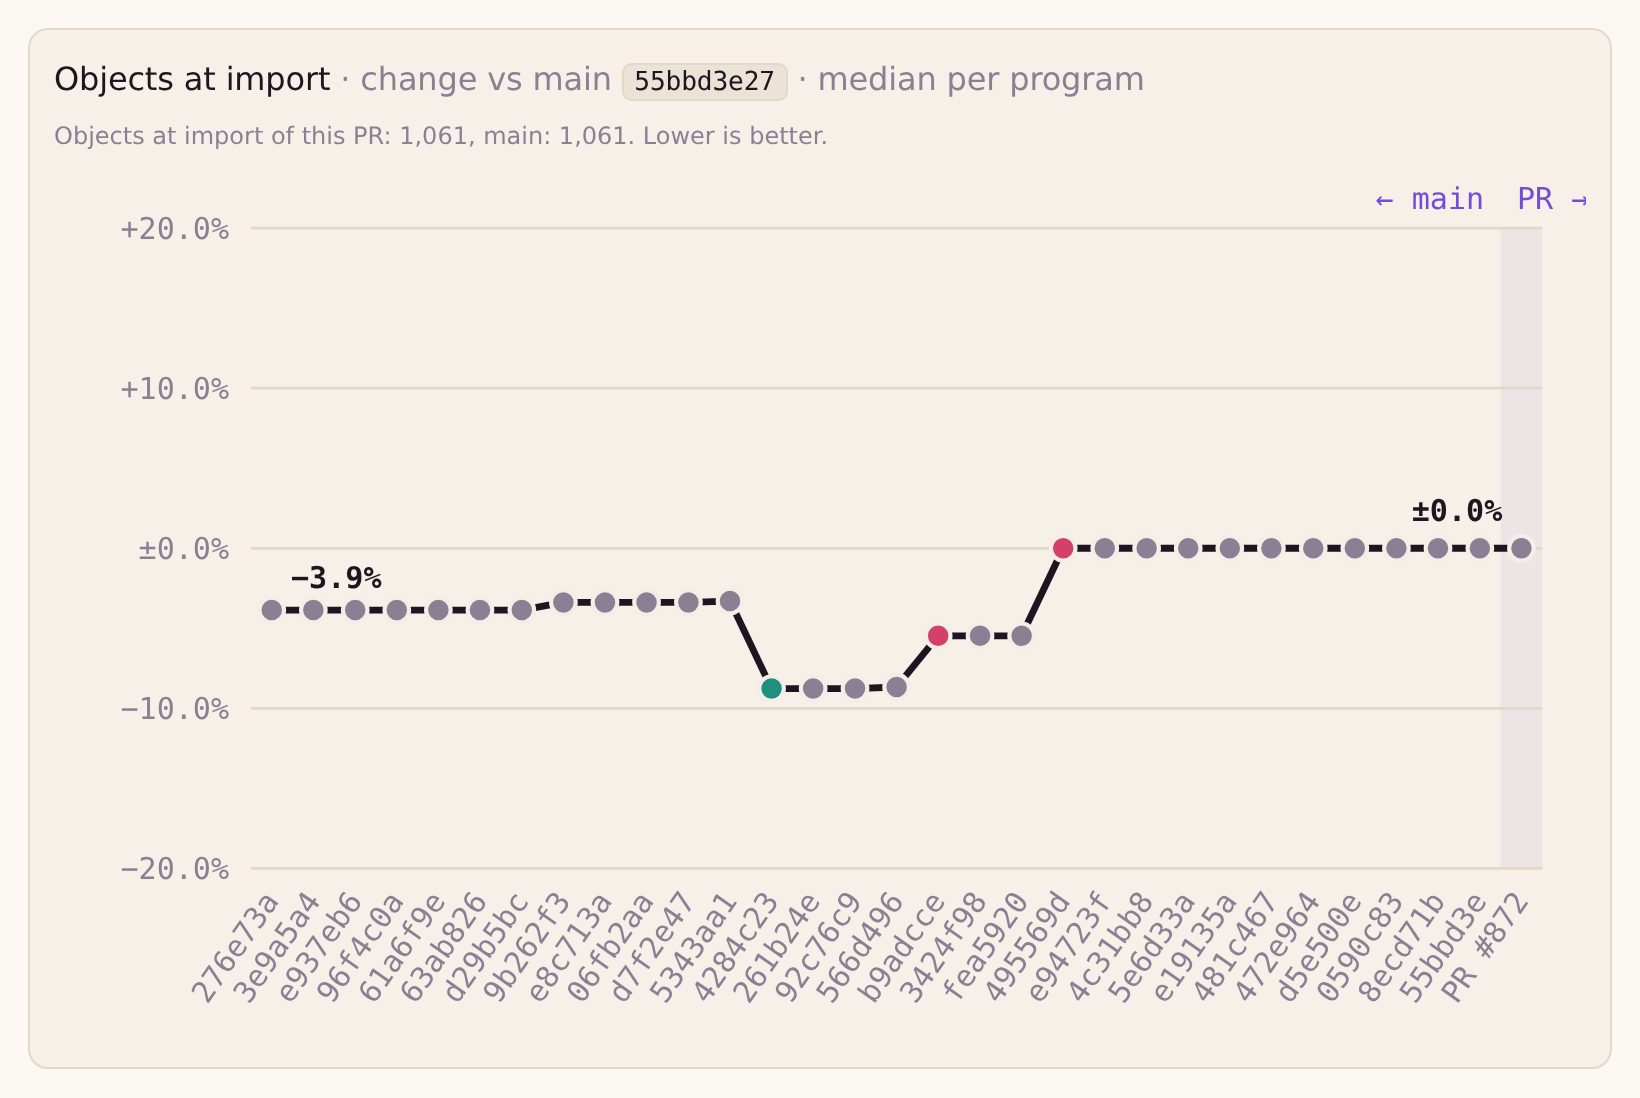 Objects at import · change vs main 55bbd3e27 · median per program
Objects at import of this PR: 1,061, main: 1,061. Lower is better.
← main PR →
+20.0%
+10.0%
±0.0%
−10.0%
−20.0%
−3.9%
±0.0%
276e73a
3e9a5a4
e937eb6
96f4c0a
61a6f9e
63ab826
d29b5bc
9b262f3
e8c713a
06fb2aa
d7f2e47
5343aa1
4284c23
261b24e
92c76c9
566d496
b9adcce
3424f98
fea5920
495569d
e94723f
4c31bb8
5e6d33a
e19135a
481c467
472e964
d5e500e
0590c83
8ecd71b
55bbd3e
PR #872